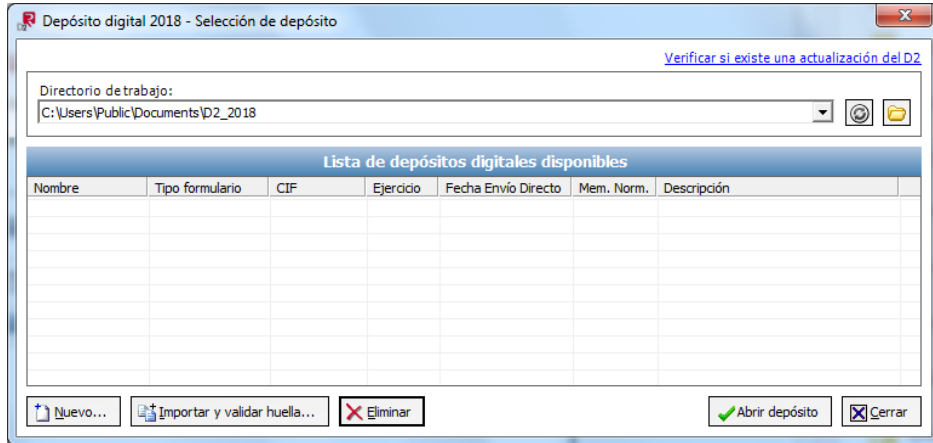 Depósito digital 2018 - Selección de depósito
Verificar si existe una actualización del D2
Directorio de trabajo:
C:\Users\Public\Documents\D2_2018
Lista de depósitos digitales disponibles
Nombre Tipo formulario CIF Ejercicio Fecha Envío Directo Mem. Norm. Descripción
Nuevo... Importar y validar huella... Eliminar Abrir depósito Cerrar